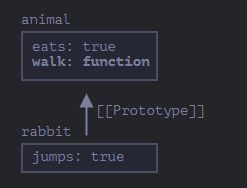 animal
eats: true
walk: function
[[Prototype]]
rabbit
jumps: true